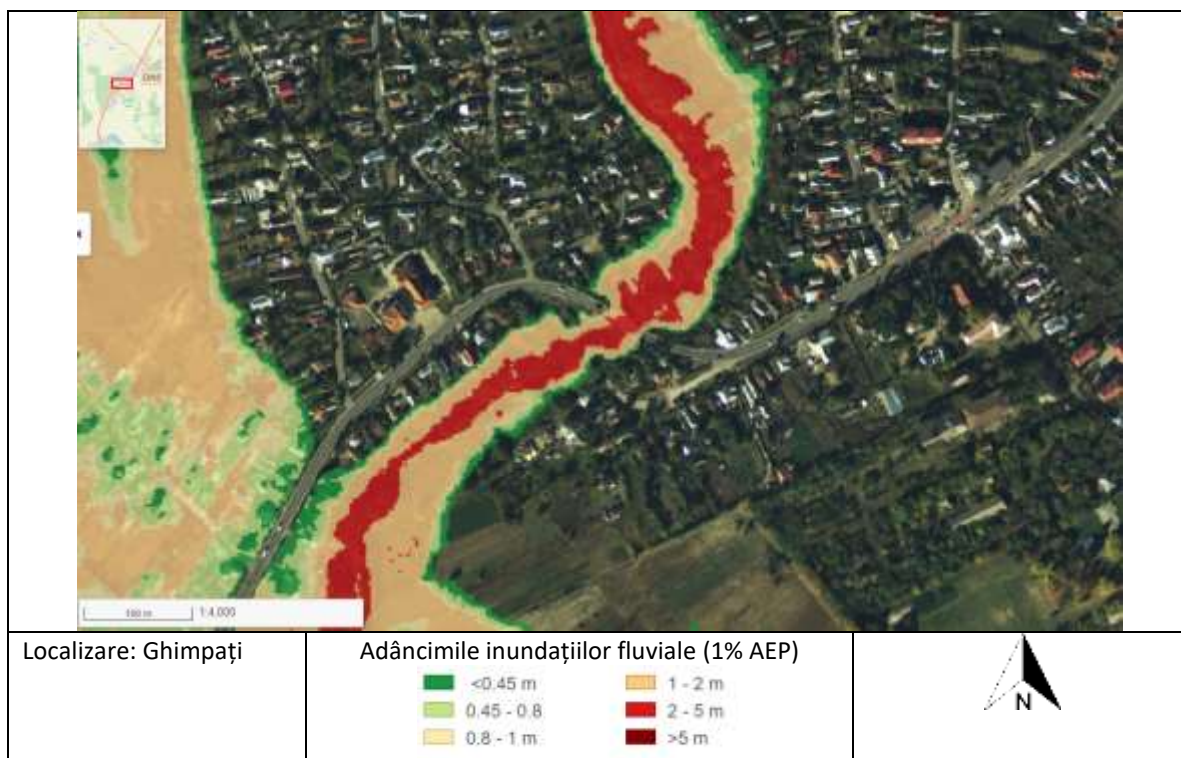 100 m 1:4.000
Localizare: Ghimpați
Adâncimile inundațiilor fluviale (1% AEP)
<0.45 m
0.45 - 0.8
0.8 - 1 m
1 - 2 m
2 - 5 m
>5 m
N